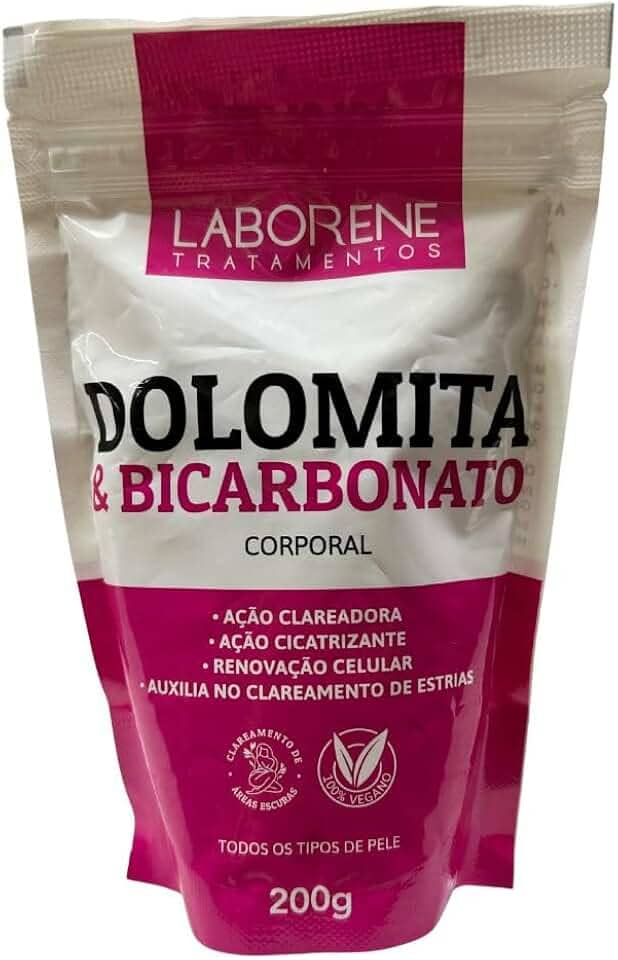 LABORENE
TRATAMENTOS
DOLOMITA
& BICARBONATO
CORPORAL
• AÇÃO CLAREADORA
• AÇÃO CICATRIZANTE
• RENOVAÇÃO CELULAR
• AUXILIA NO CLAREAMENTO DE ESTRIAS
CLAREAMENTO DE
ÁREAS ESCURAS
100% VEGANO
TODOS OS TIPOS DE PELE
200g